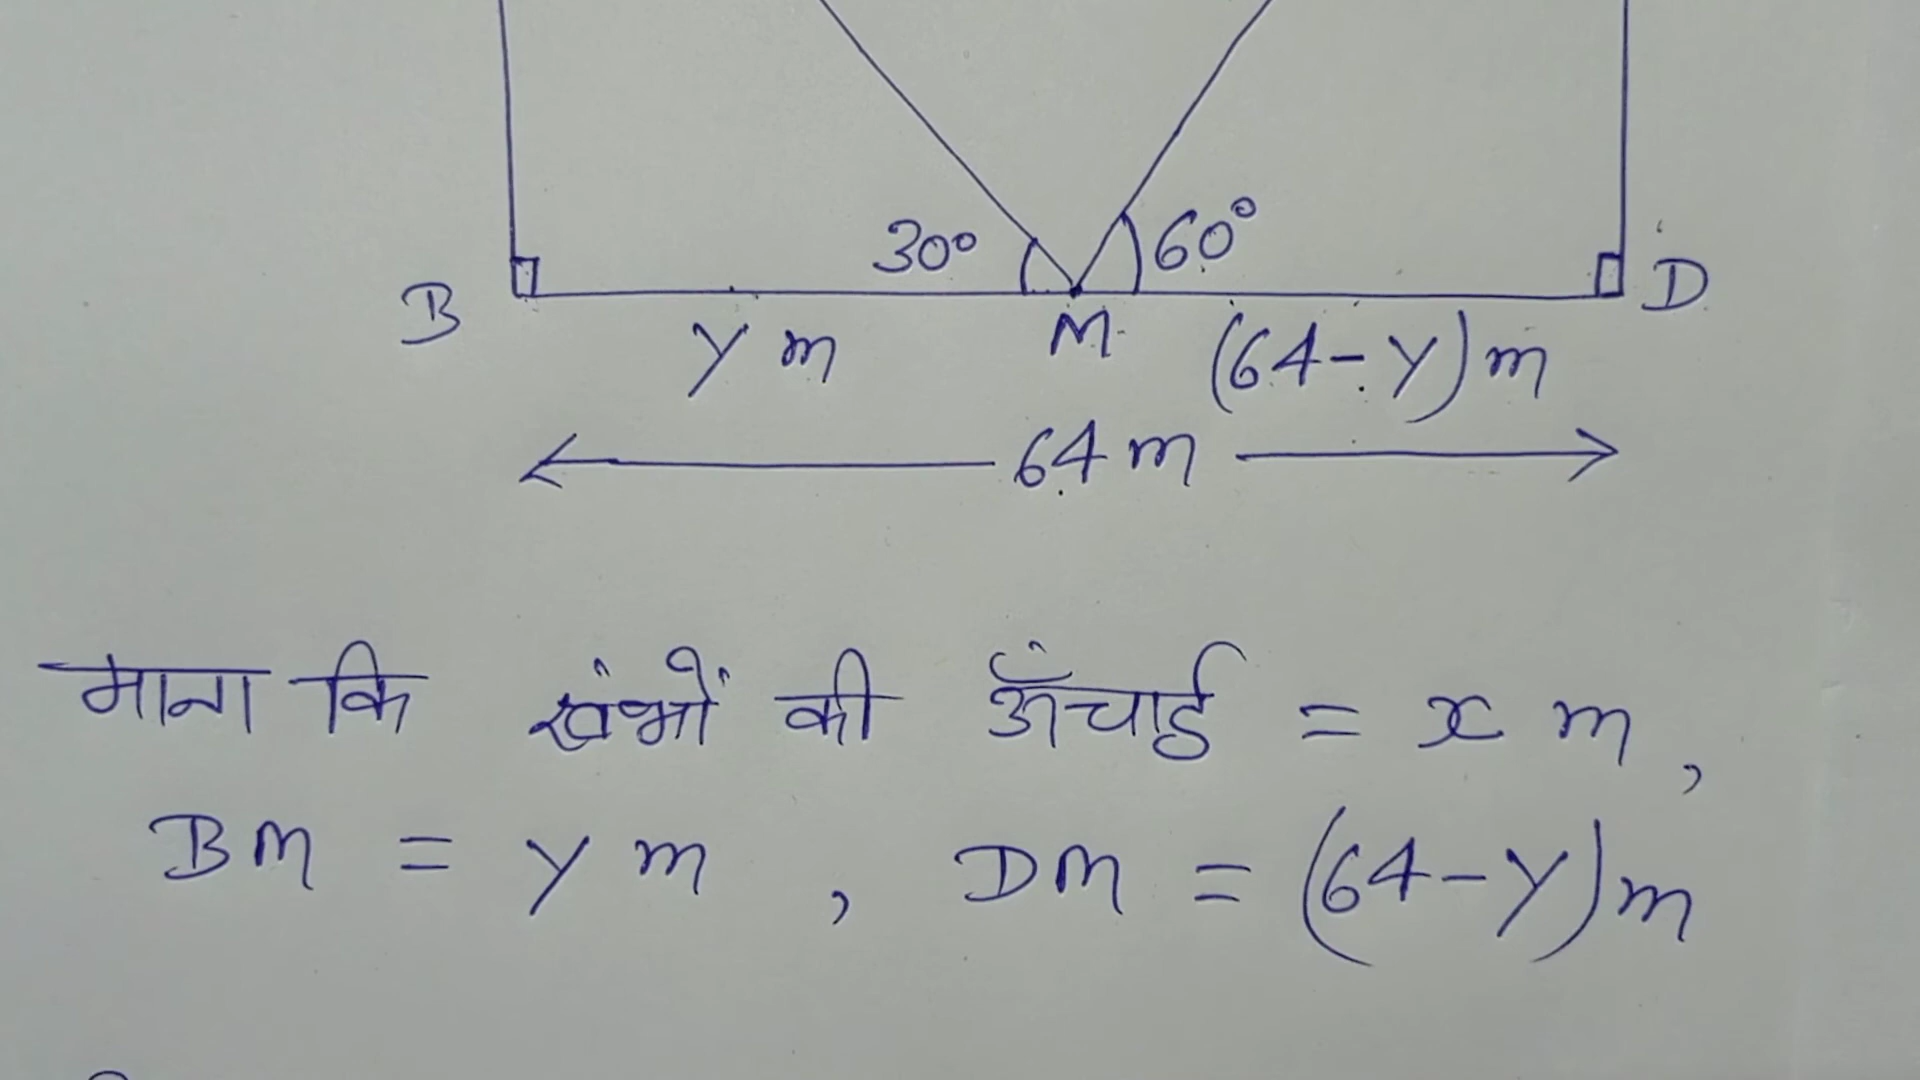 30° 60°
B D
y m M (64-y) m
64 m
माना कि खंभों की ऊँचाई = x m,
BM = y m , DM = (64-y) m